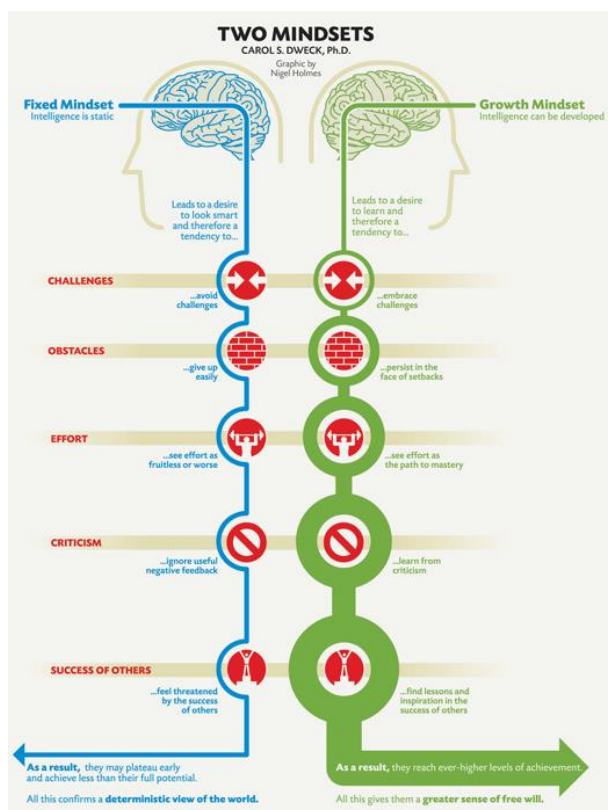 TWO MINDSETS
CAROL S. DWECK, Ph.D.
Graphic by
Nigel Holmes
Fixed Mindset
Intelligence is static
Growth Mindset
Intelligence can be developed
Leads to a desire
to look smart
and therefore a
tendency to...
Leads to a desire
to learn and
therefore a
tendency to...
CHALLENGES
...avoid
challenges
...embrace
challenges
OBSTACLES
...give up
easily
...persist in the
face of setbacks
EFFORT
...see effort as
fruitless or worse
...see effort as
the path to mastery
CRITICISM
...ignore useful
negative feedback
...learn from
criticism
SUCCESS OF OTHERS
...feel threatened
by the success
of others
...find lessons and
inspiration in the
success of others
As a result, they may plateau early
and achieve less than their full potential.
All this confirms a deterministic view of the world.
As a result, they reach ever-higher levels of achievement.
All this gives them a greater sense of free will.